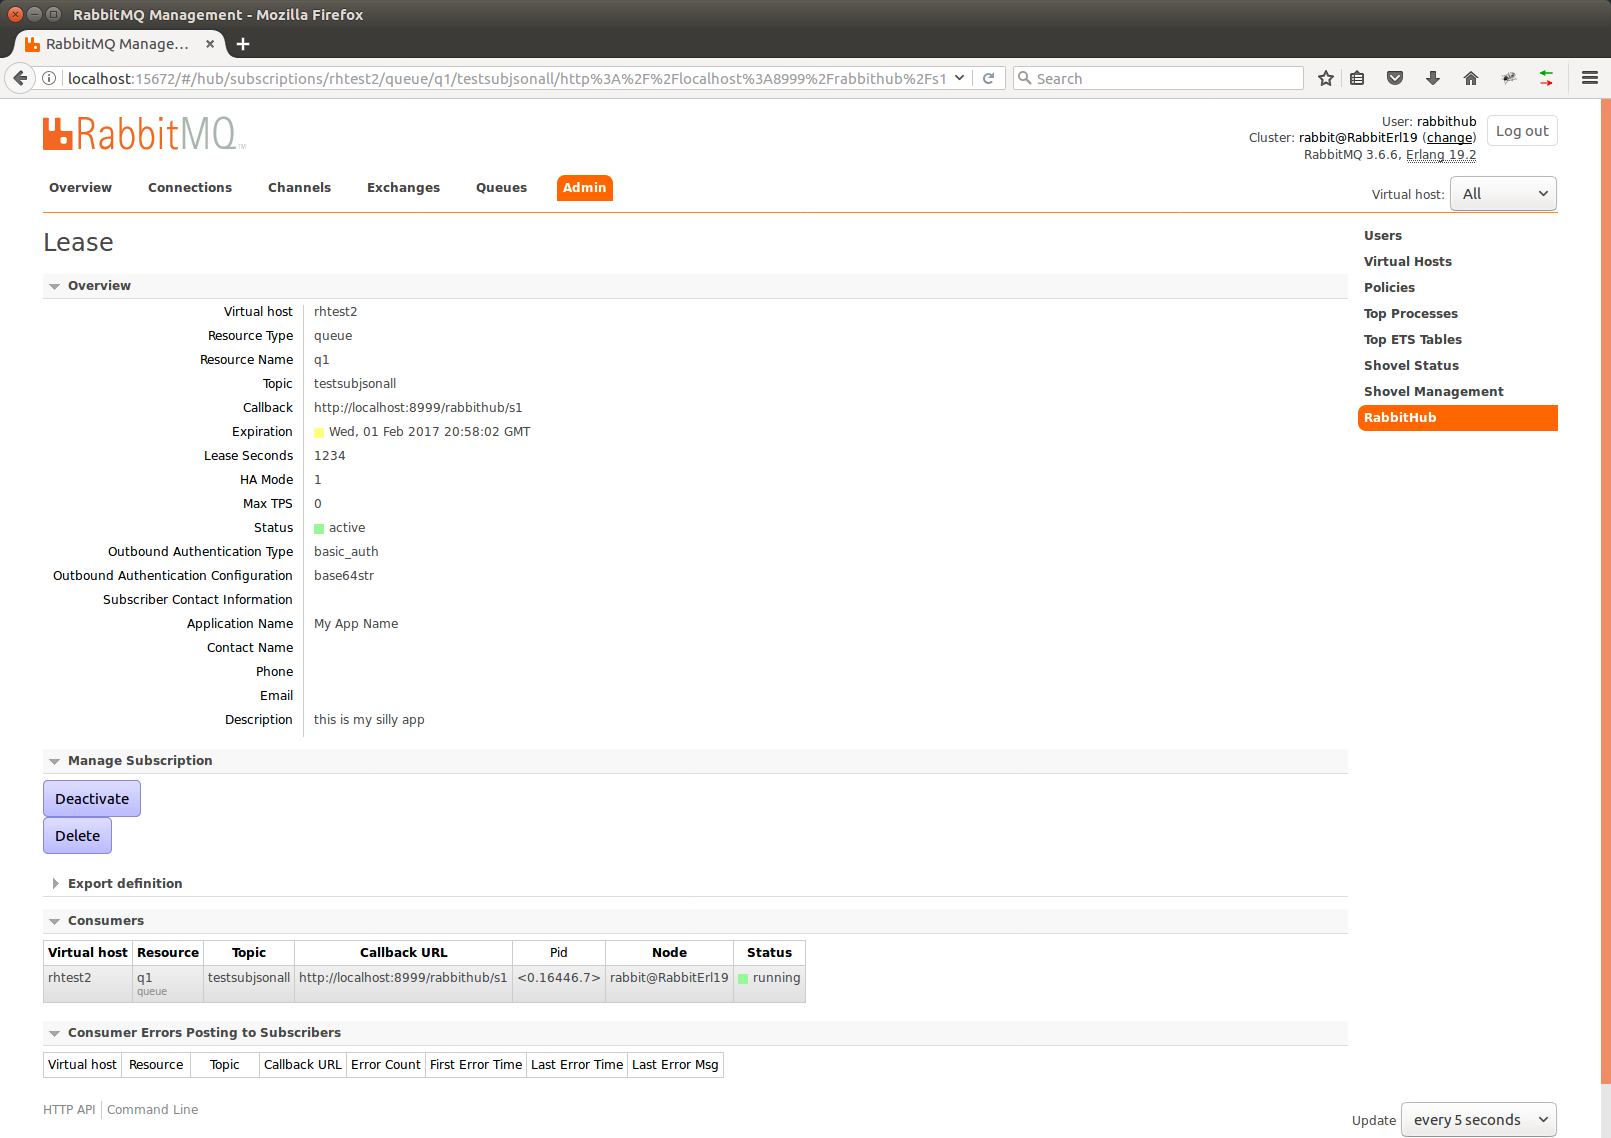 RabbitMQ Management - Mozilla Firefox
RabbitMQ Manage...
localhost:15672/#/hub/subscriptions/rhtest2/queue/q1/testsubjsonall/http%3A%2F%2Flocalhost%3A8999%2Frabbithub%2Fs1
Search
RabbitMQ™
User: rabbithub
Cluster: rabbit@RabbitErl19 (change)
RabbitMQ 3.6.6, Erlang 19.2
Log out
Overview Connections Channels Exchanges Queues Admin
Virtual host: All
Lease
Users
Virtual Hosts
Policies
Top Processes
Top ETS Tables
Shovel Status
Shovel Management
RabbitHub
Overview
Virtual host rhtest2
Resource Type queue
Resource Name q1
Topic testsubjsonall
Callback http://localhost:8999/rabbithub/s1
Expiration Wed, 01 Feb 2017 20:58:02 GMT
Lease Seconds 1234
HA Mode 1
Max TPS 0
Status active
Outbound Authentication Type basic_auth
Outbound Authentication Configuration base64str
Subscriber Contact Information
Application Name My App Name
Contact Name
Phone
Email
Description this is my silly app
Manage Subscription
Deactivate
Delete
Export definition
Consumers
Virtual host Resource Topic Callback URL Pid Node Status
rhtest2 q1 testsubjsonall http://localhost:8999/rabbithub/s1 <0.16446.7> rabbit@RabbitErl19 running
queue
Consumer Errors Posting to Subscribers
Virtual host Resource Topic Callback URL Error Count First Error Time Last Error Time Last Error Msg
HTTP API Command Line
Update every 5 seconds